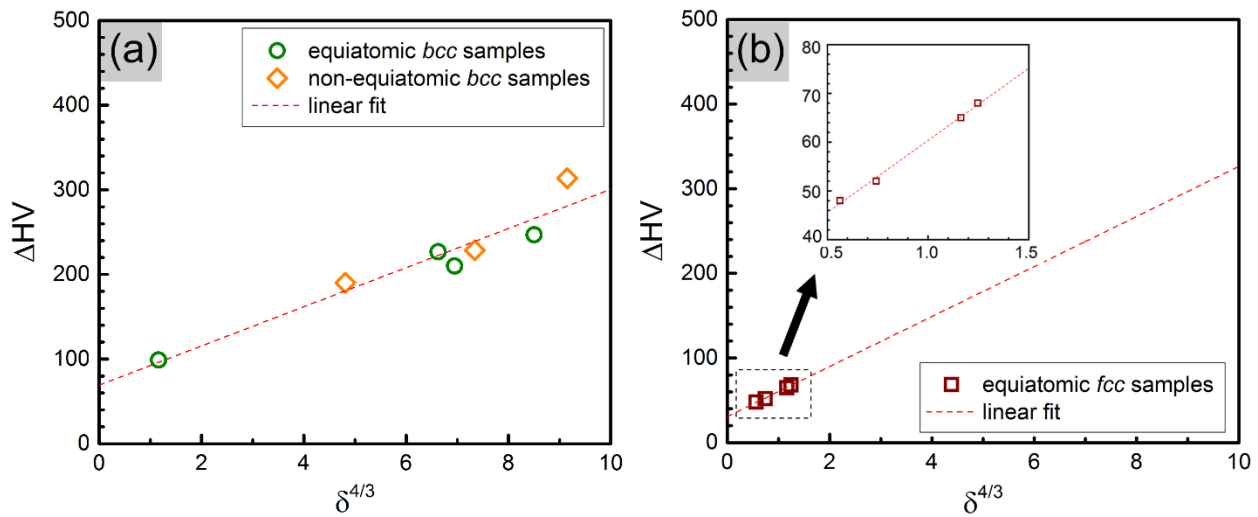 (a)
equiatomic bcc samples
non-equiatomic bcc samples
linear fit
500
400
300
200
100
0
ΔHV
0 2 4 6 8 10
δ4/3
(b)
80
70
60
50
40
0.5 1.0 1.5
equiatomic fcc samples
linear fit
500
400
300
200
100
0
ΔHV
0 2 4 6 8 10
δ4/3